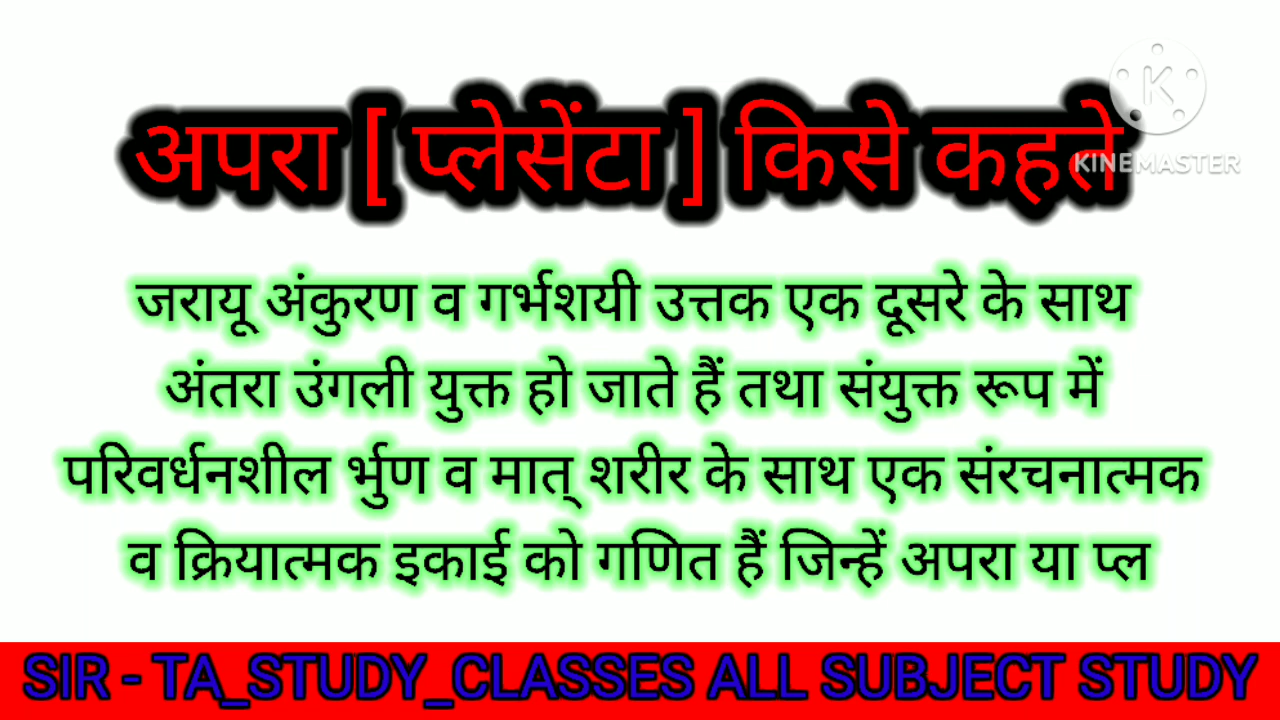 अपरा [ प्लेसेंटा ] किसे कहते
KINEMASTER
जरायू अंकुरण व गर्भशयी उत्तक एक दूसरे के साथ
अंतरा उंगली युक्त हो जाते हैं तथा संयुक्त रूप में
परिवर्धनशील र्भुण व मात् शरीर के साथ एक संरचनात्मक
व क्रियात्मक इकाई को गणित हैं जिन्हें अपरा या प्ल
SIR - TA_STUDY_CLASSES ALL SUBJECT STUDY